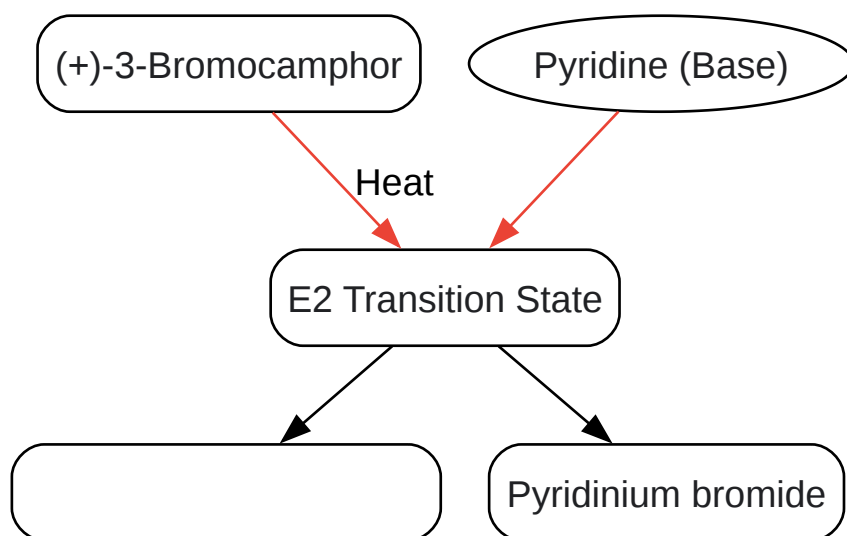 (+)-3-Bromocamphor
Pyridine (Base)
Heat
E2 Transition State
Pyridinium bromide